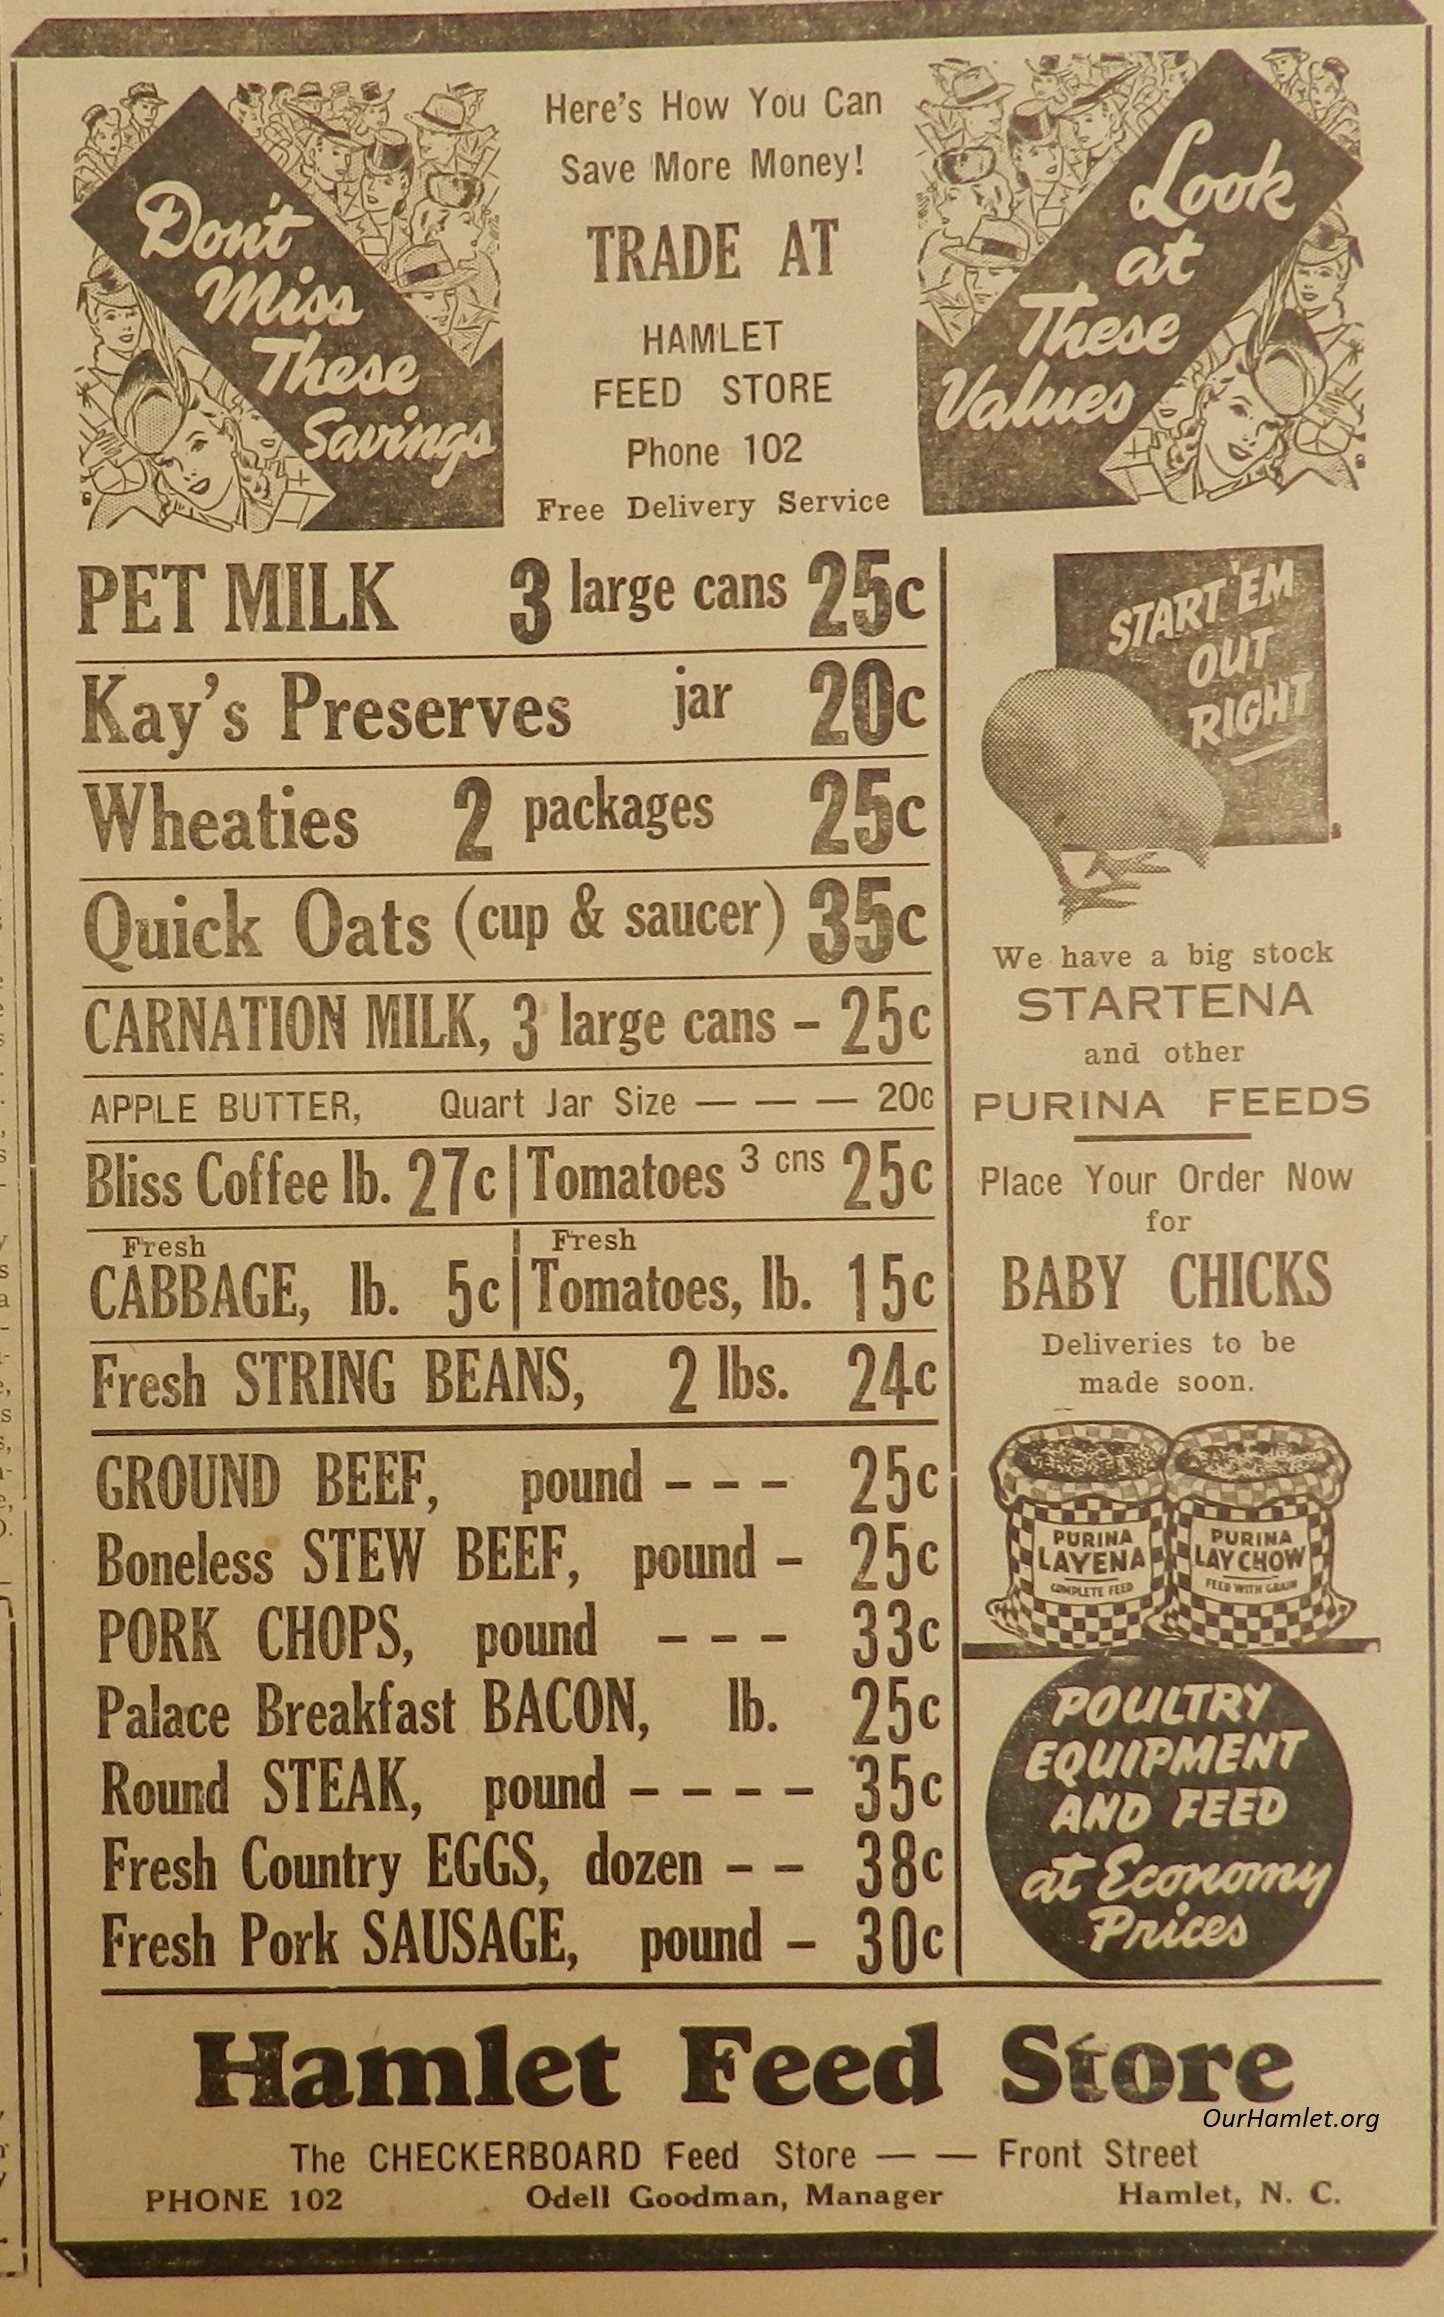 Don't
Miss
These
Savings
Here's How You Can
Save More Money!
TRADE AT
HAMLET
FEED STORE
Phone 102
Free Delivery Service
Look
at
These
Values
PET MILK 3 large cans 25c
Kay's Preserves jar 20c
Wheaties 2 packages 25c
Quick Oats (cup & saucer) 35c
CARNATION MILK, 3 large cans – 25c
APPLE BUTTER, Quart Jar Size — — — 20c
Bliss Coffee lb. 27c | Tomatoes 3 cns 25c
Fresh
CABBAGE, lb. 5c
Fresh
Tomatoes, lb. 15c
Fresh STRING BEANS, 2 lbs. 24c
GROUND BEEF, pound – – – 25c
Boneless STEW BEEF, pound – 25c
PORK CHOPS, pound – – – 33c
Palace Breakfast BACON, lb. 25c
Round STEAK, pound – – – – 35c
Fresh Country EGGS, dozen – – 38c
Fresh Pork SAUSAGE, pound – 30c
START 'EM
OUT
RIGHT
We have a big stock
STARTENA
and other
PURINA FEEDS
Place Your Order Now
for
BABY CHICKS
Deliveries to be
made soon.
PURINA
LAYENA
COMPLETE FEED
PURINA
LAY CHOW
FEED WITH GRAIN
POULTRY
EQUIPMENT
AND FEED
at Economy
Prices
Hamlet Feed Store
OurHamlet.org
The CHECKERBOARD Feed Store — — Front Street
PHONE 102 Odell Goodman, Manager Hamlet, N. C.